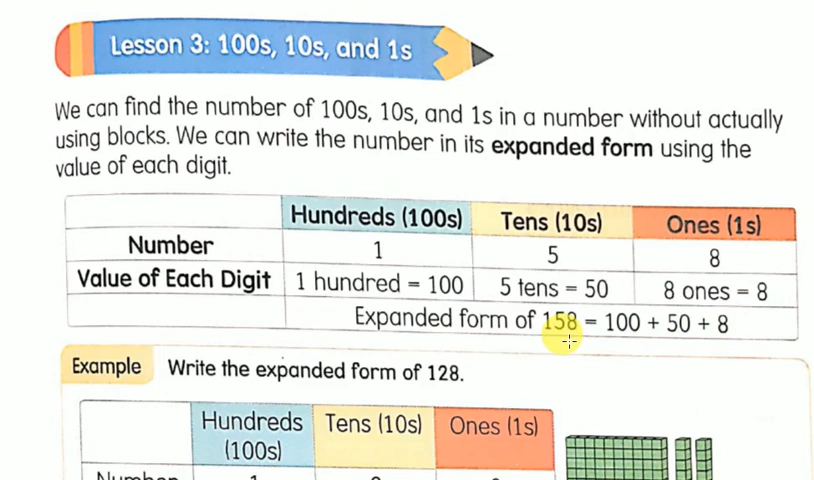 Lesson 3: 100s, 10s, and 1s
We can find the number of 100s, 10s, and 1s in a number without actually
using blocks. We can write the number in its expanded form using the
value of each digit.
Hundreds (100s) Tens (10s) Ones (1s)
Number 1 5 8
Value of Each Digit 1 hundred = 100 5 tens = 50 8 ones = 8
Expanded form of 158 = 100 + 50 + 8
Example Write the expanded form of 128.
Hundreds Tens (10s) Ones (1s)
(100s)
Number 1